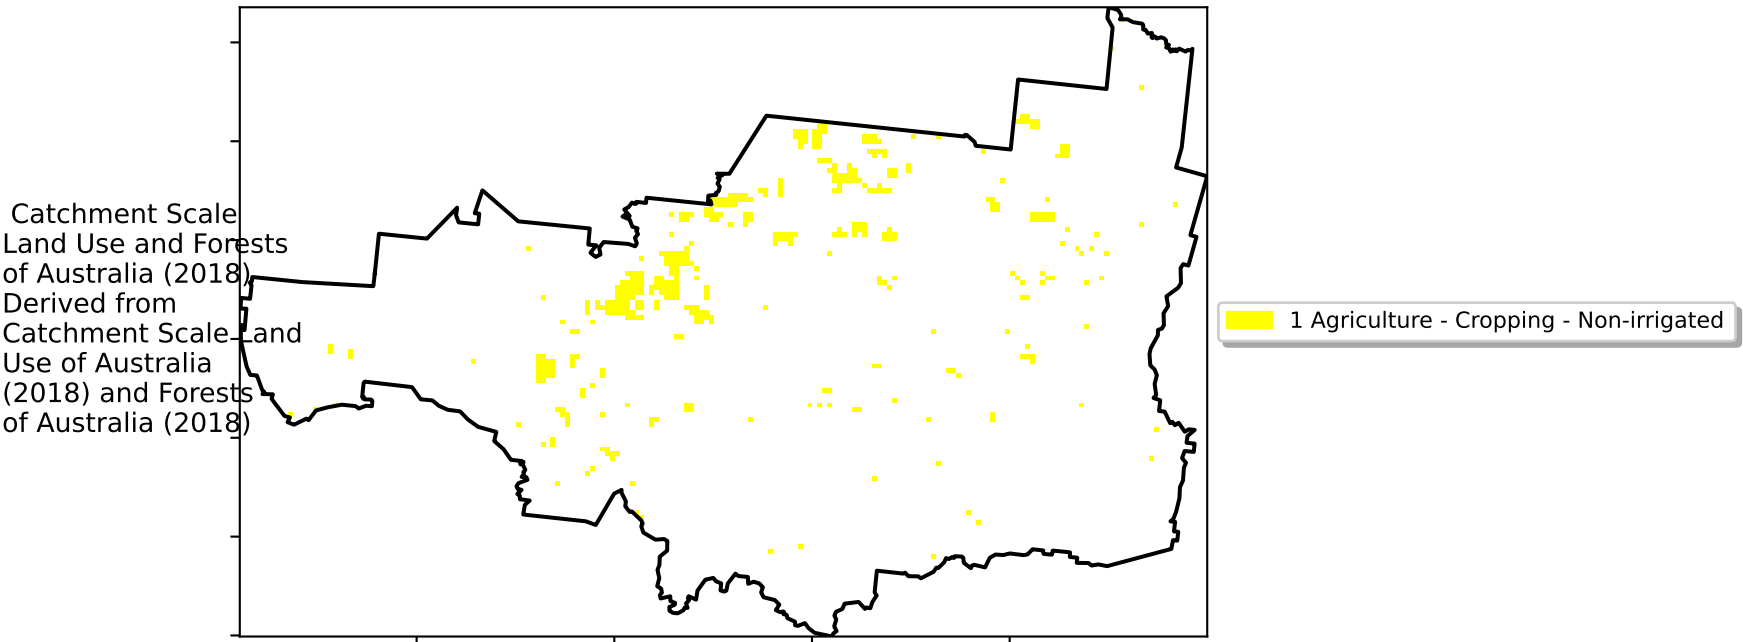 Catchment Scale
Land Use and Forests
of Australia (2018)
Derived from
Catchment Scale Land
Use of Australia
(2018) and Forests
of Australia (2018)
1 Agriculture - Cropping - Non-irrigated